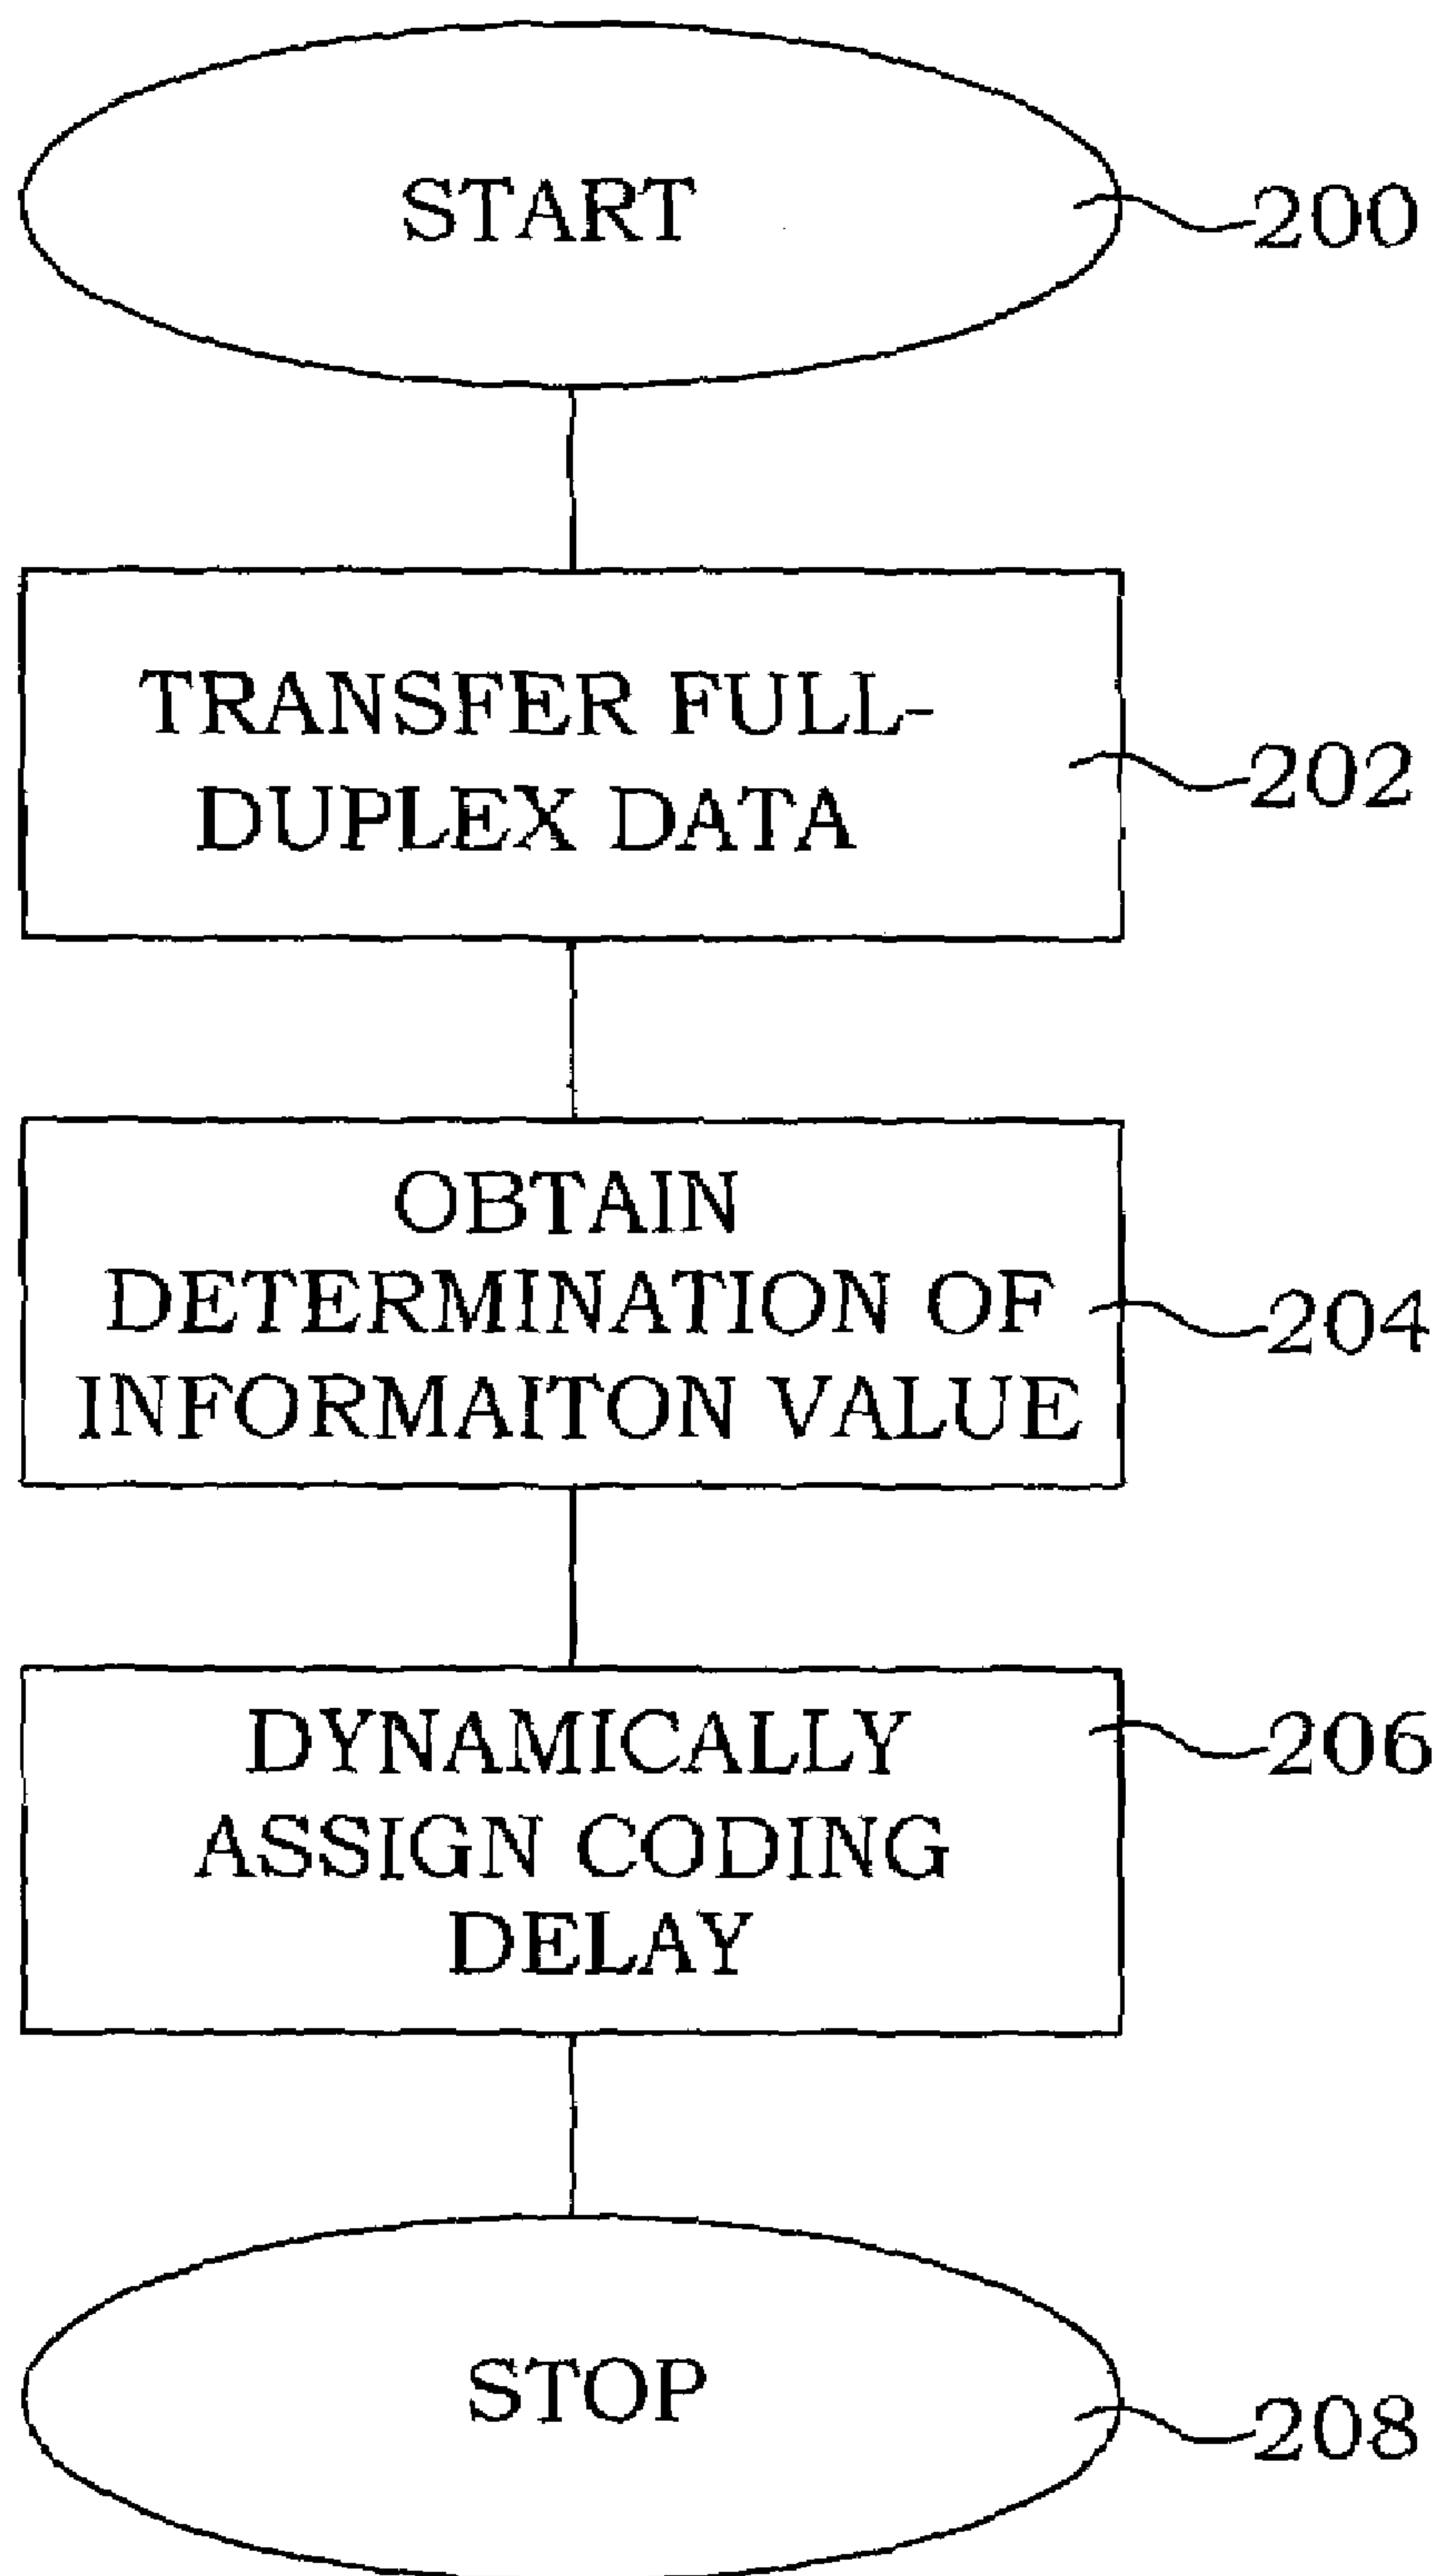 START
200
TRANSFER FULL-
DUPLEX DATA
202
OBTAIN
DETERMINATION OF
INFORMAITON VALUE
204
DYNAMICALLY
ASSIGN CODING
DELAY
206
STOP
208